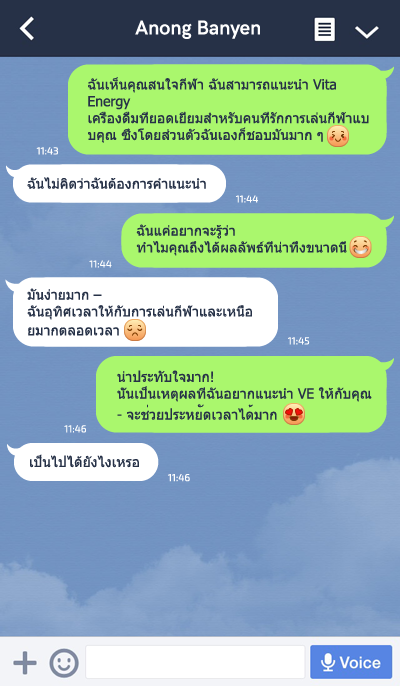 Anong Banyen
ฉันเห็นคุณสนใจกีฬา ฉันสามารถแนะนำ Vita
Energy
เครื่องดื่มที่ยอดเยี่ยมสำหรับคนที่รักการเล่นกีฬาแบ
บคุณ ซึ่งโดยส่วนตัวฉันเองก็ชอบมันมาก ๆ
11:43
ฉันไม่คิดว่าฉันต้องการคำแนะนำ
11:44
ฉันแค่อยากจะรู้ว่า
ทำไมคุณถึงได้ผลลัพธ์ที่น่าทึ่งขนาดนี้
11:44
มันง่ายมาก –
ฉันอุทิศเวลาให้กับการเล่นกีฬาและเหนื่อ
ยมากตลอดเวลา
11:45
น่าประทับใจมาก!
นั่นเป็นเหตุผลที่ฉันอยากแนะนำ VE ให้กับคุณ
- จะช่วยประหยัดเวลาได้มาก
11:46
เป็นไปได้ยังไงเหรอ
11:46
Voice